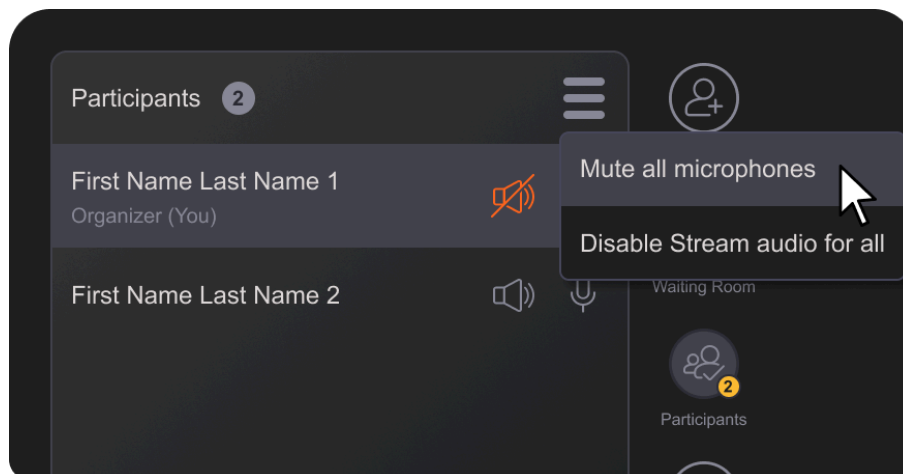 Participants 2
First Name Last Name 1
Organizer (You)
First Name Last Name 2
Mute all microphones
Disable Stream audio for all
Waiting Room
2
Participants